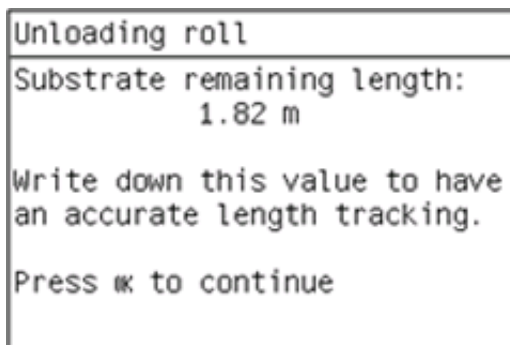 Unloading roll
Substrate remaining length:
1.82 m
Write down this value to have
an accurate length tracking.
Press OK to continue